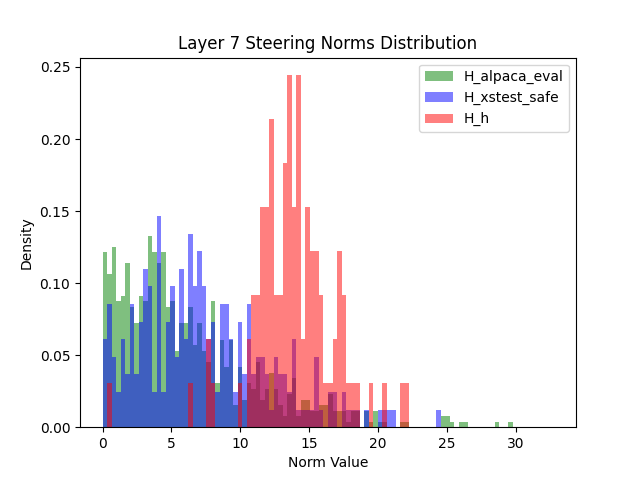 Layer 7 Steering Norms Distribution
H_alpaca_eval
H_xstest_safe
H_h
Density
0.25
0.20
0.15
0.10
0.05
0.00
0 5 10 15 20 25 30
Norm Value